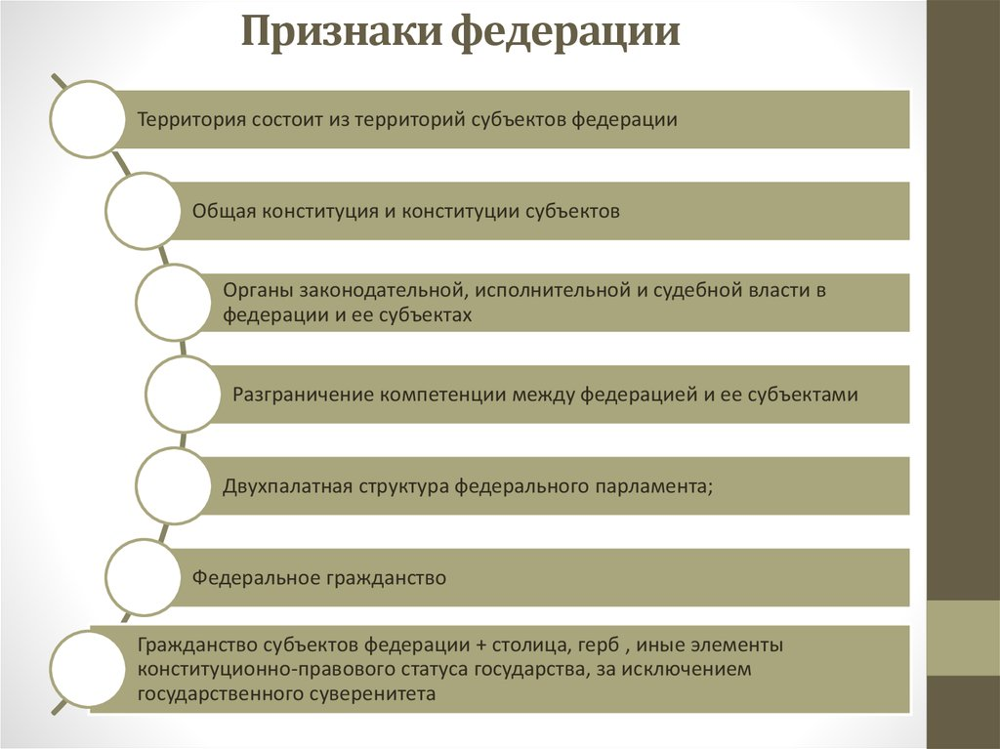 Признаки федерации
Территория состоит из территорий субъектов федерации
Общая конституция и конституции субъектов
Органы законодательной, исполнительной и судебной власти в
федерации и ее субъектах
Разграничение компетенции между федерацией и ее субъектами
Двухпалатная структура федерального парламента;
Федеральное гражданство
Гражданство субъектов федерации + столица, герб , иные элементы
конституционно-правового статуса государства, за исключением
государственного суверенитета